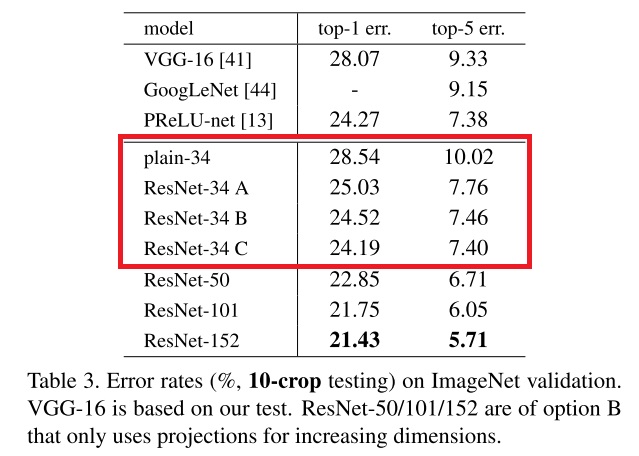 model top-1 err. top-5 err.
VGG-16 [41] 28.07 9.33
GoogLeNet [44] - 9.15
PReLU-net [13] 24.27 7.38
plain-34 28.54 10.02
ResNet-34 A 25.03 7.76
ResNet-34 B 24.52 7.46
ResNet-34 C 24.19 7.40
ResNet-50 22.85 6.71
ResNet-101 21.75 6.05
ResNet-152 21.43 5.71
Table 3. Error rates (%, 10-crop testing) on ImageNet validation.
VGG-16 is based on our test. ResNet-50/101/152 are of option B
that only uses projections for increasing dimensions.